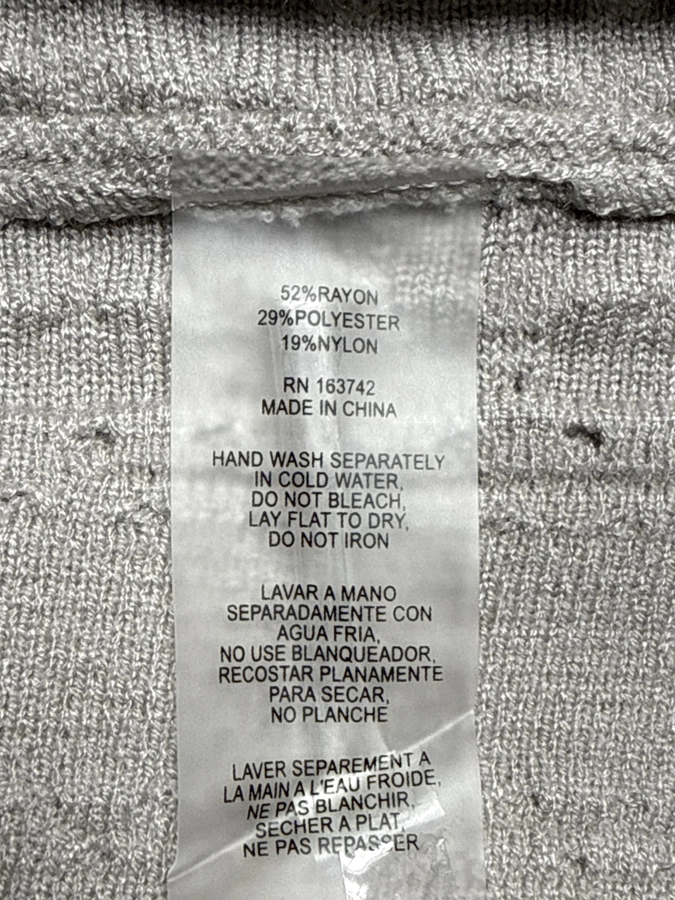 52%RAYON
29%POLYESTER
19%NYLON
RN 163742
MADE IN CHINA
HAND WASH SEPARATELY
IN COLD WATER,
DO NOT BLEACH,
LAY FLAT TO DRY,
DO NOT IRON
LAVAR A MANO
SEPARADAMENTE CON
AGUA FRIA,
NO USE BLANQUEADOR,
RECOSTAR PLANAMENTE
PARA SECAR,
NO PLANCHE
LAVER SEPAREMENT A
LA MAIN A L'EAU FROIDE,
NE PAS BLANCHIR,
SECHER A PLAT,
NE PAS REPASSER